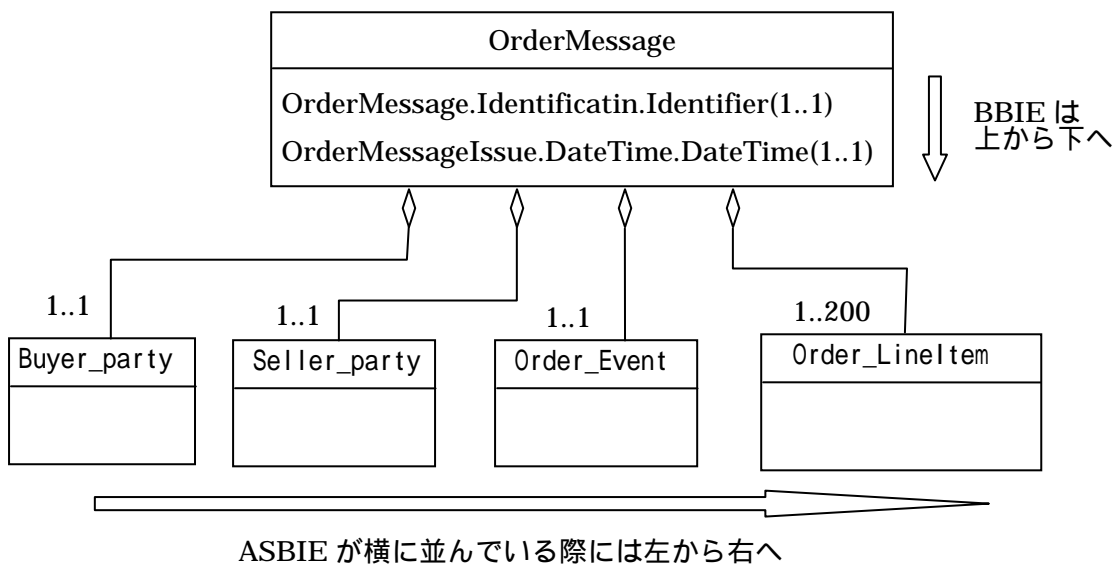 OrderMessage
OrderMessage.Identificatin.Identifier(1..1)
OrderMessageIssue.DateTime.DateTime(1..1)
BBIE は
上から下へ
1..1
1..1
1..1
1..200
Buyer_party
Seller_party
Order_Event
Order_LineItem
ASBIE が横に並んでいる際には左から右へ